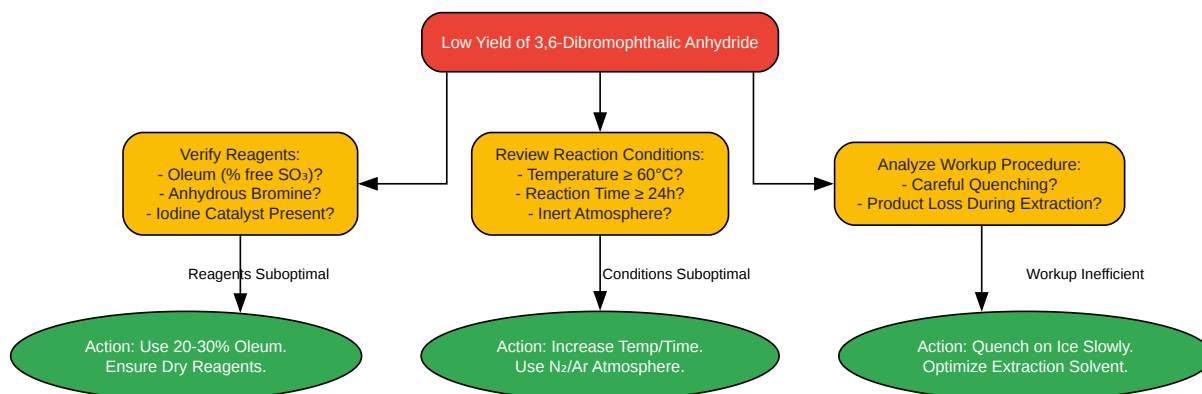 Low Yield of 3,6-Dibromophthalic Anhydride
Verify Reagents:
- Oleum (% free SO₃)?
- Anhydrous Bromine?
- Iodine Catalyst Present?
Review Reaction Conditions:
- Temperature ≥ 60°C?
- Reaction Time ≥ 24h?
- Inert Atmosphere?
Analyze Workup Procedure:
- Careful Quenching?
- Product Loss During Extraction?
Reagents Suboptimal
Conditions Suboptimal
Workup Inefficient
Action: Use 20-30% Oleum.
Ensure Dry Reagents.
Action: Increase Temp/Time.
Use N₂/Ar Atmosphere.
Action: Quench on Ice Slowly.
Optimize Extraction Solvent.